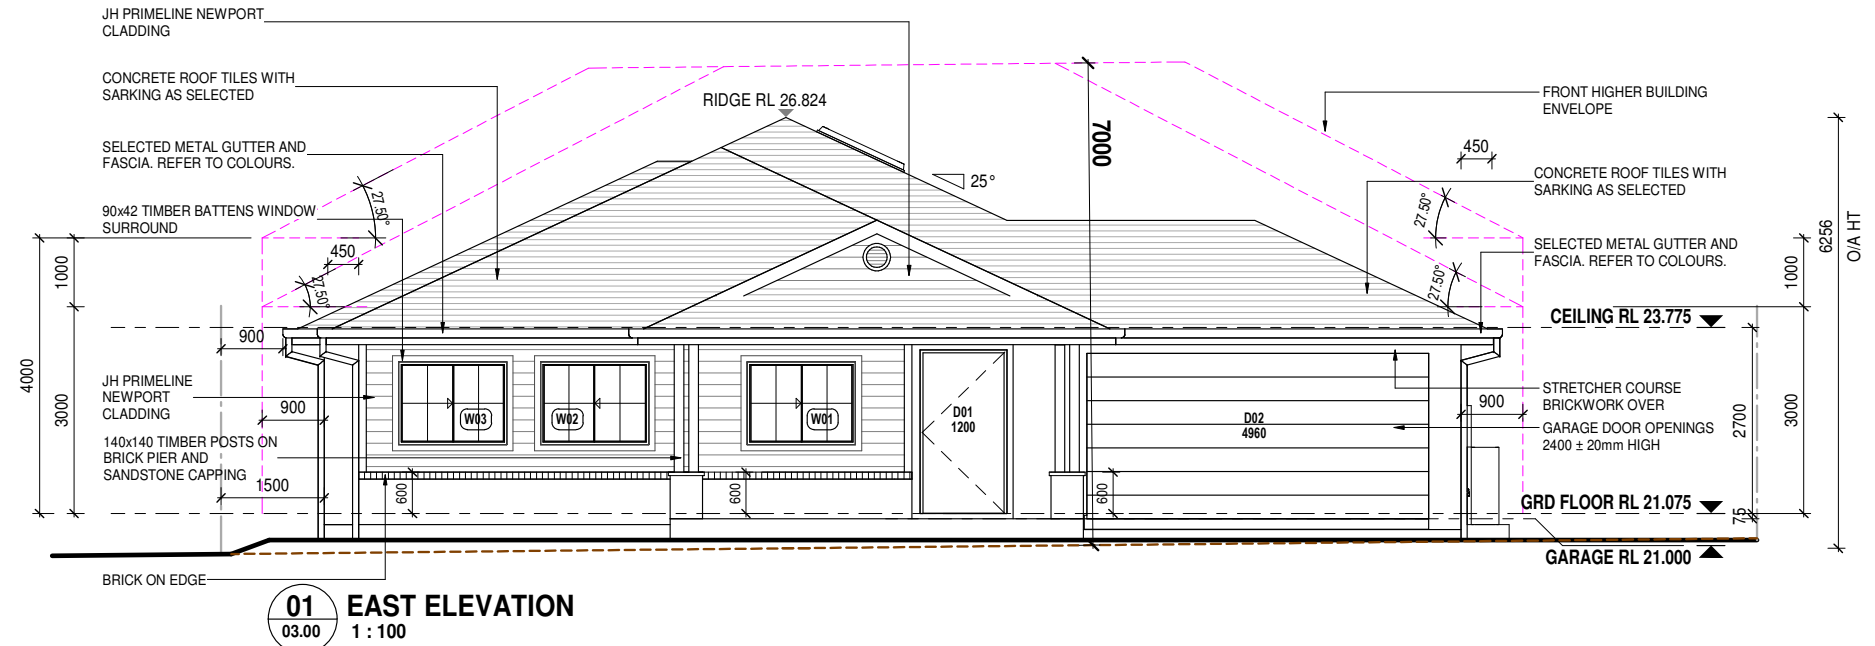 JH PRIMELINE NEWPORT
CLADDING
CONCRETE ROOF TILES WITH
SARKING AS SELECTED
SELECTED METAL GUTTER AND
FASCIA. REFER TO COLOURS.
90x42 TIMBER BATTENS WINDOW
SURROUND
JH PRIMELINE
NEWPORT
CLADDING
140x140 TIMBER POSTS ON
BRICK PIER AND
SANDSTONE CAPPING
BRICK ON EDGE
4000
1000
3000
900
900
1500
450
27.50°
27.50°
RIDGE RL 26.824
25°
7000
W03
W02
W01
D01
1200
D02
4960
600
600
600
FRONT HIGHER BUILDING
ENVELOPE
450
CONCRETE ROOF TILES WITH
SARKING AS SELECTED
27.50°
27.50°
SELECTED METAL GUTTER AND
FASCIA. REFER TO COLOURS.
CEILING RL 23.775
STRETCHER COURSE
BRICKWORK OVER
900
GARAGE DOOR OPENINGS
2400 ± 20mm HIGH
GRD FLOOR RL 21.075
GARAGE RL 21.000
2700
75
1000
3000
6256
O/A HT
01
03.00
EAST ELEVATION
1 : 100